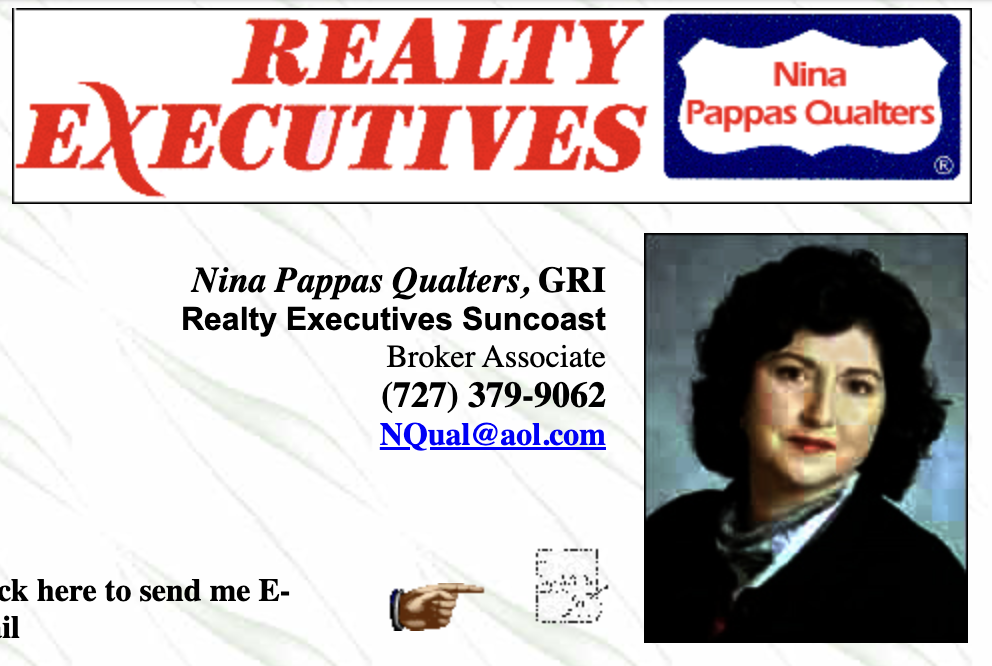 REALTY
EXECUTIVES
Nina
Pappas Qualters
®
Nina Pappas Qualters, GRI
Realty Executives Suncoast
Broker Associate
(727) 379-9062
NQual@aol.com
ck here to send me E-
il